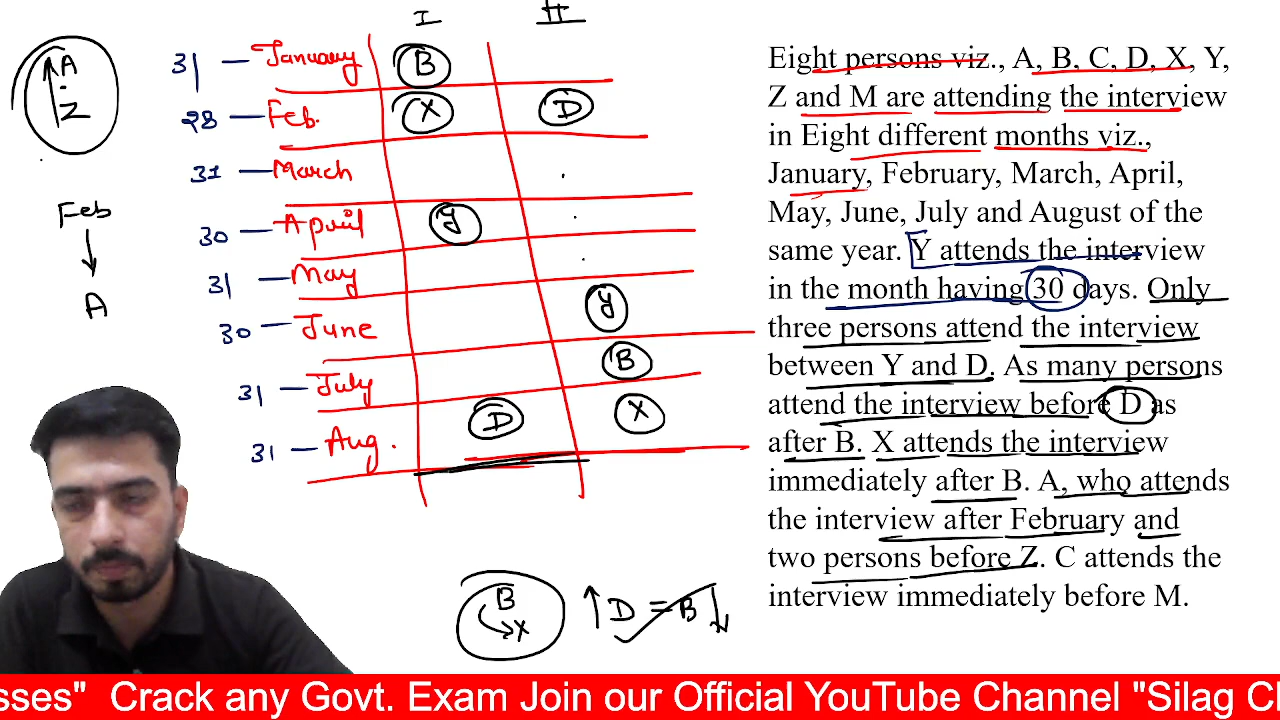 I II
31 — January B
28 — Feb. X D
31 — March
30 — April Y
31 — May
30 — June Y
31 — July B
31 — Aug. D X
A
Z
Feb
A
B
X
D = B
Eight persons viz., A, B, C, D, X, Y,
Z and M are attending the interview
in Eight different months viz.,
January, February, March, April,
May, June, July and August of the
same year. Y attends the interview
in the month having 30 days. Only
three persons attend the interview
between Y and D. As many persons
attend the interview before D as
after B. X attends the interview
immediately after B. A, who attends
the interview after February and
two persons before Z. C attends the
interview immediately before M.
sses" Crack any Govt. Exam Join our Official YouTube Channel "Silag Cl